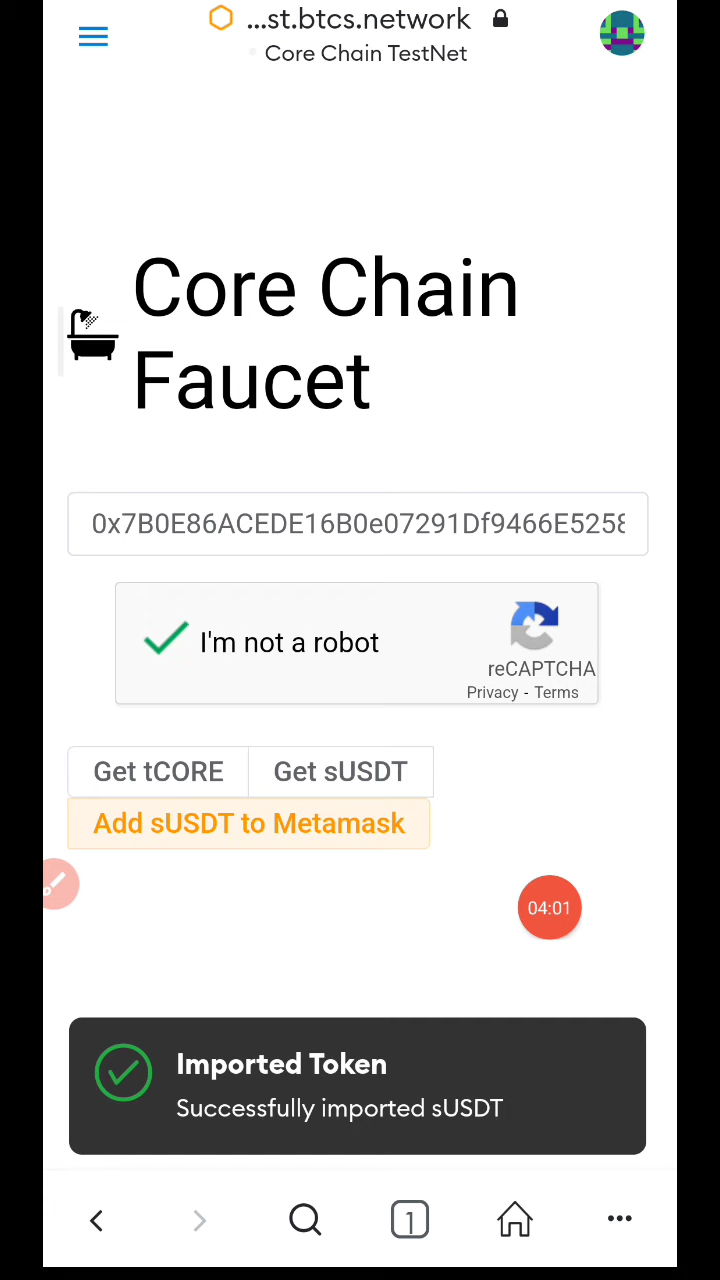 ...st.btcs.network
Core Chain TestNet
Core Chain
Faucet
0x7B0E86ACEDE16B0e07291Df9466E5258
I'm not a robot
reCAPTCHA
Privacy - Terms
Get tCORE
Get sUSDT
Add sUSDT to Metamask
04:01
Imported Token
Successfully imported sUSDT
1